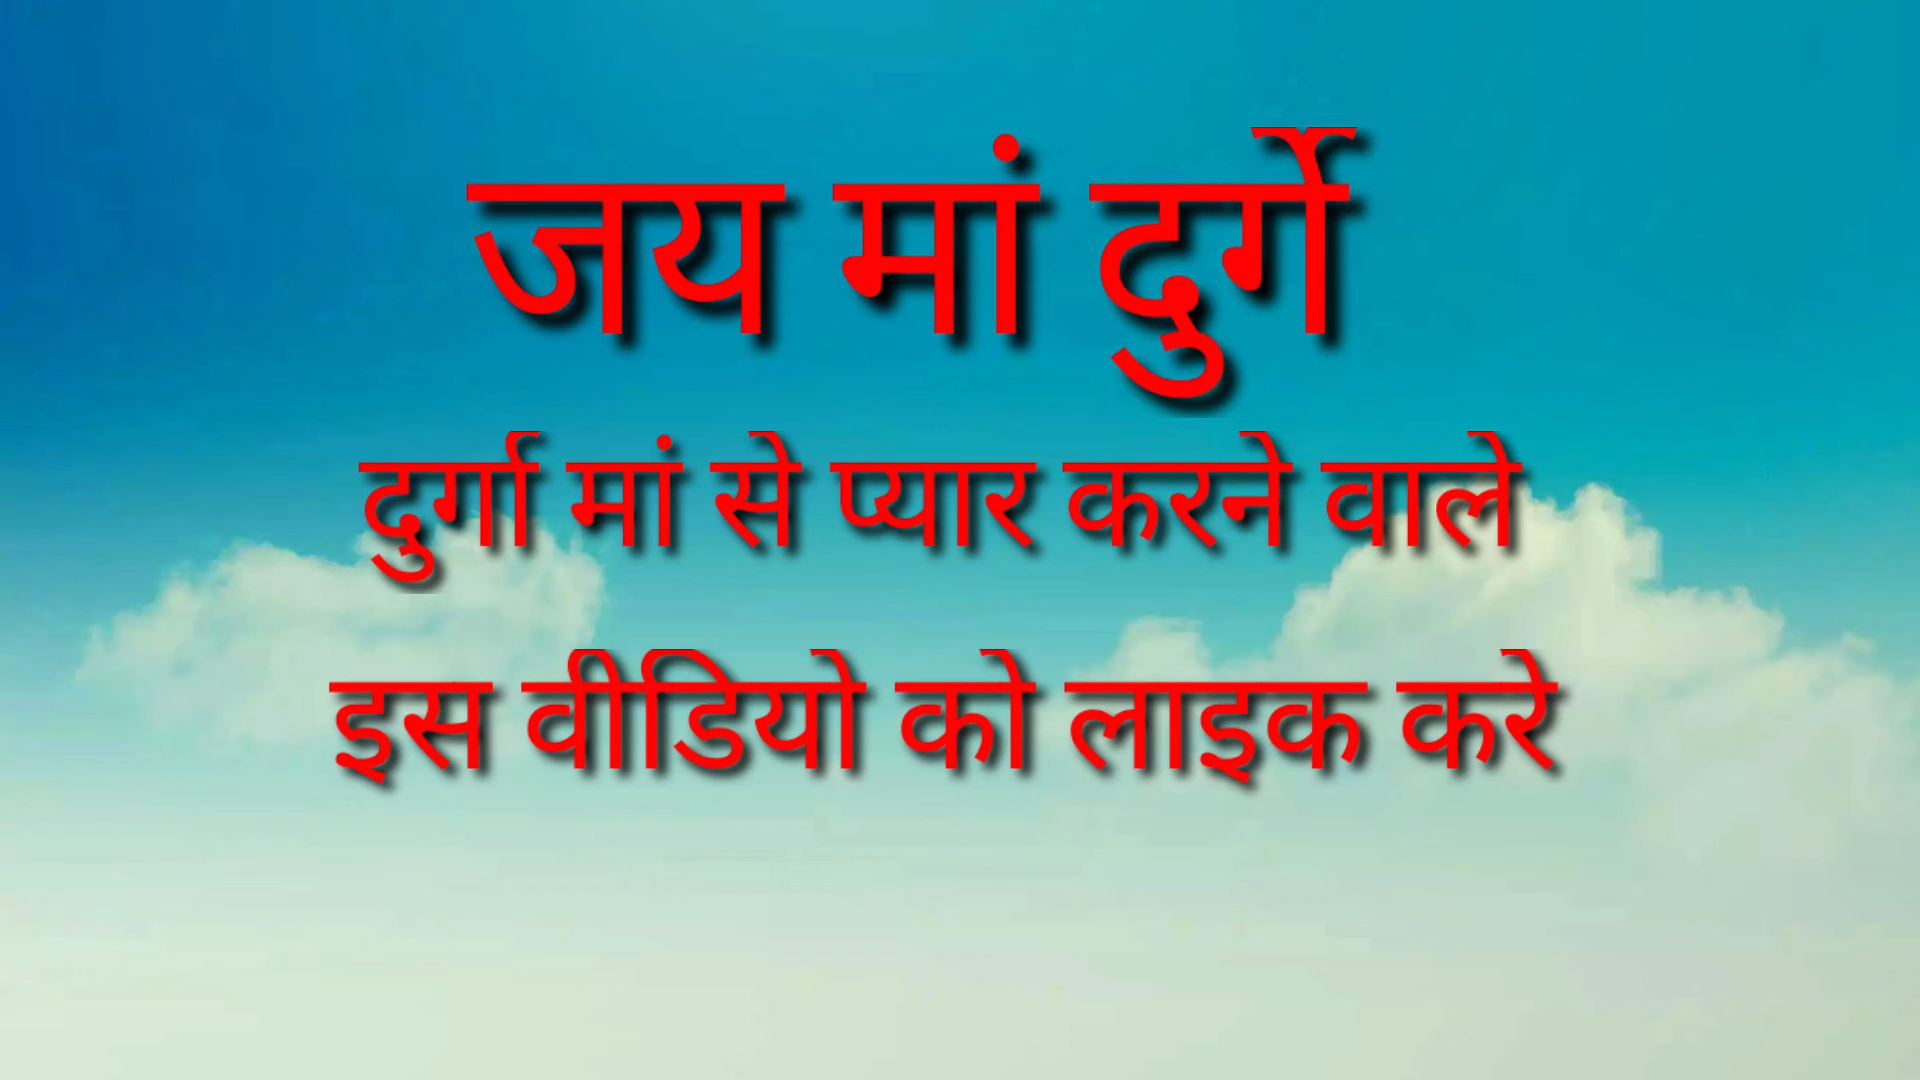 जय मां दुर्गे
दुर्गा मां से प्यार करने वाले
इस वीडियो को लाइक करे